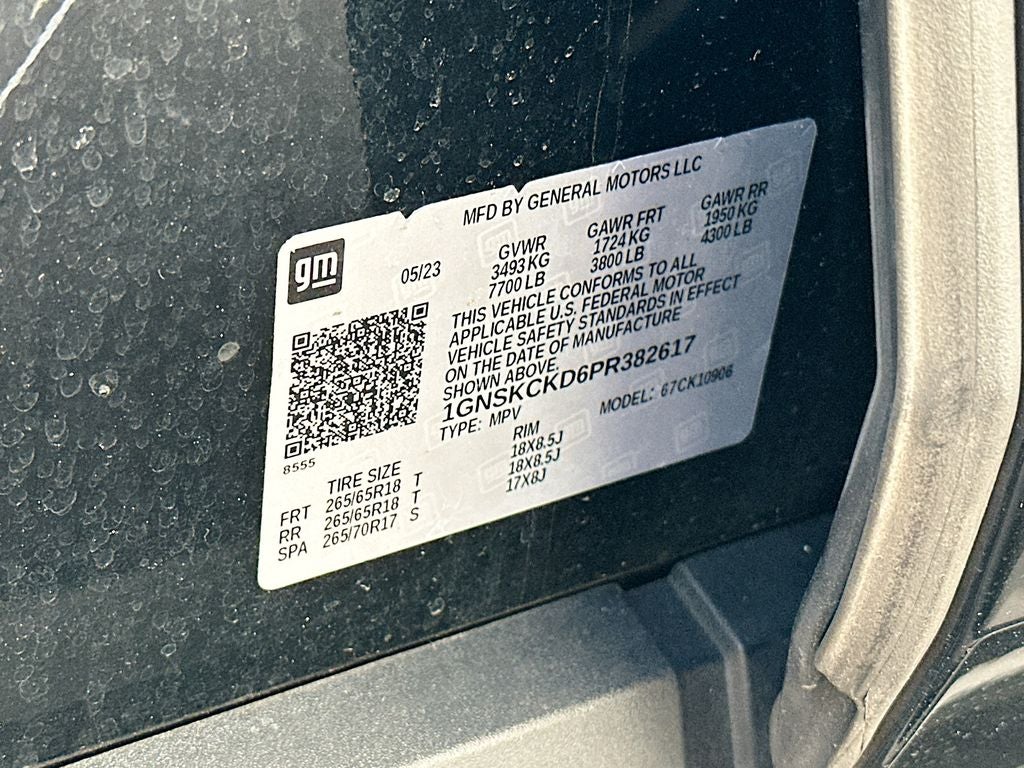 MFD BY GENERAL MOTORS LLC
gm
05/23
GVWR GAWR FRT GAWR RR
3493 KG 1724 KG 1950 KG
7700 LB 3800 LB 4300 LB
THIS VEHICLE CONFORMS TO ALL
APPLICABLE U.S. FEDERAL MOTOR
VEHICLE SAFETY STANDARDS IN EFFECT
ON THE DATE OF MANUFACTURE
SHOWN ABOVE.
1GNSKCKD6PR382617
TYPE: MPV MODEL: 67CK10906
8555
TIRE SIZE RIM
FRT 265/65R18 T 18X8.5J
RR 265/65R18 T 18X8.5J
SPA 265/70R17 S 17X8J